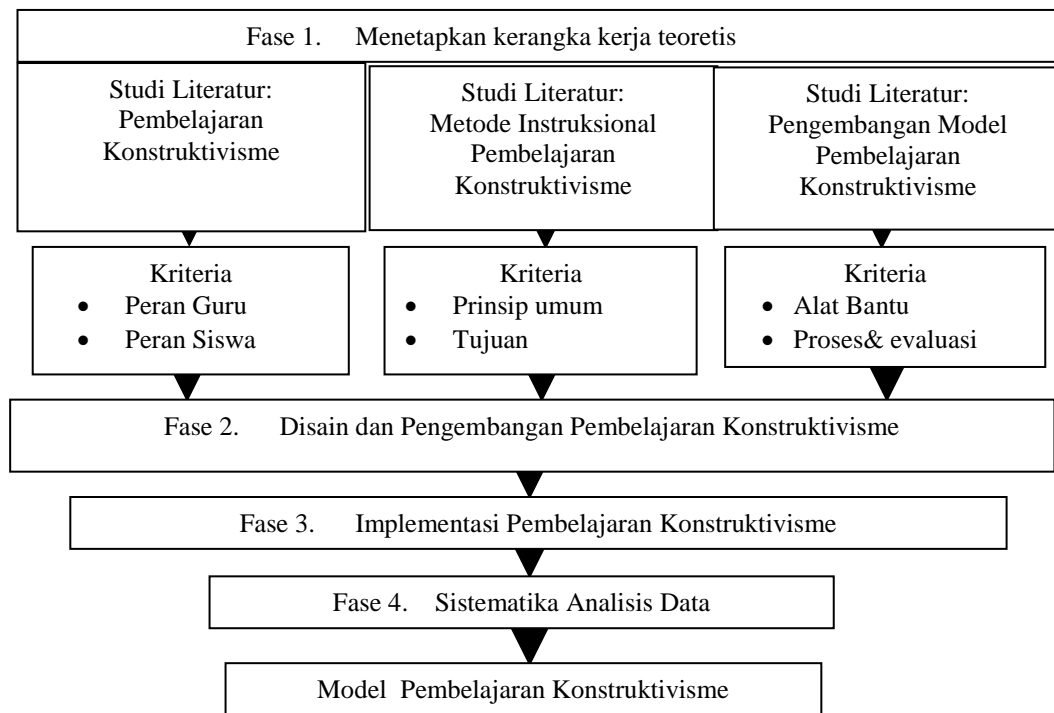 Fase 1. Menetapkan kerangka kerja teoretis
Studi Literatur:
Pembelajaran
Konstruktivisme
Studi Literatur:
Metode Instruksional
Pembelajaran
Konstruktivisme
Studi Literatur:
Pengembangan Model
Pembelajaran
Konstruktivisme
Kriteria
• Peran Guru
• Peran Siswa
Kriteria
• Prinsip umum
• Tujuan
Kriteria
• Alat Bantu
• Proses& evaluasi
Fase 2. Disain dan Pengembangan Pembelajaran Konstruktivisme
Fase 3. Implementasi Pembelajaran Konstruktivisme
Fase 4. Sistematika Analisis Data
Model Pembelajaran Konstruktivisme